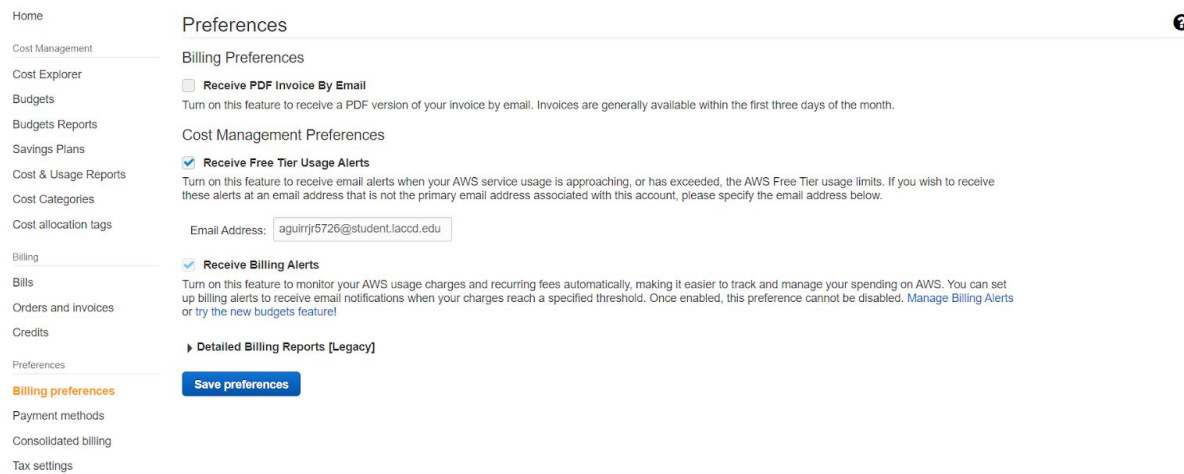 Home
Cost Management
Cost Explorer
Budgets
Budgets Reports
Savings Plans
Cost & Usage Reports
Cost Categories
Cost allocation tags
Billing
Bills
Orders and invoices
Credits
Preferences
Billing preferences
Payment methods
Consolidated billing
Tax settings
Preferences
?
Billing Preferences
Receive PDF Invoice By Email
Turn on this feature to receive a PDF version of your invoice by email. Invoices are generally available within the first three days of the month.
Cost Management Preferences
Receive Free Tier Usage Alerts
Turn on this feature to receive email alerts when your AWS service usage is approaching, or has exceeded, the AWS Free Tier usage limits. If you wish to receive
these alerts at an email address that is not the primary email address associated with this account, please specify the email address below.
Email Address: aguirrjr5726@student.laccd.edu
Receive Billing Alerts
Turn on this feature to monitor your AWS usage charges and recurring fees automatically, making it easier to track and manage your spending on AWS. You can set
up billing alerts to receive email notifications when your charges reach a specified threshold. Once enabled, this preference cannot be disabled. Manage Billing Alerts
or try the new budgets feature!
Detailed Billing Reports [Legacy]
Save preferences